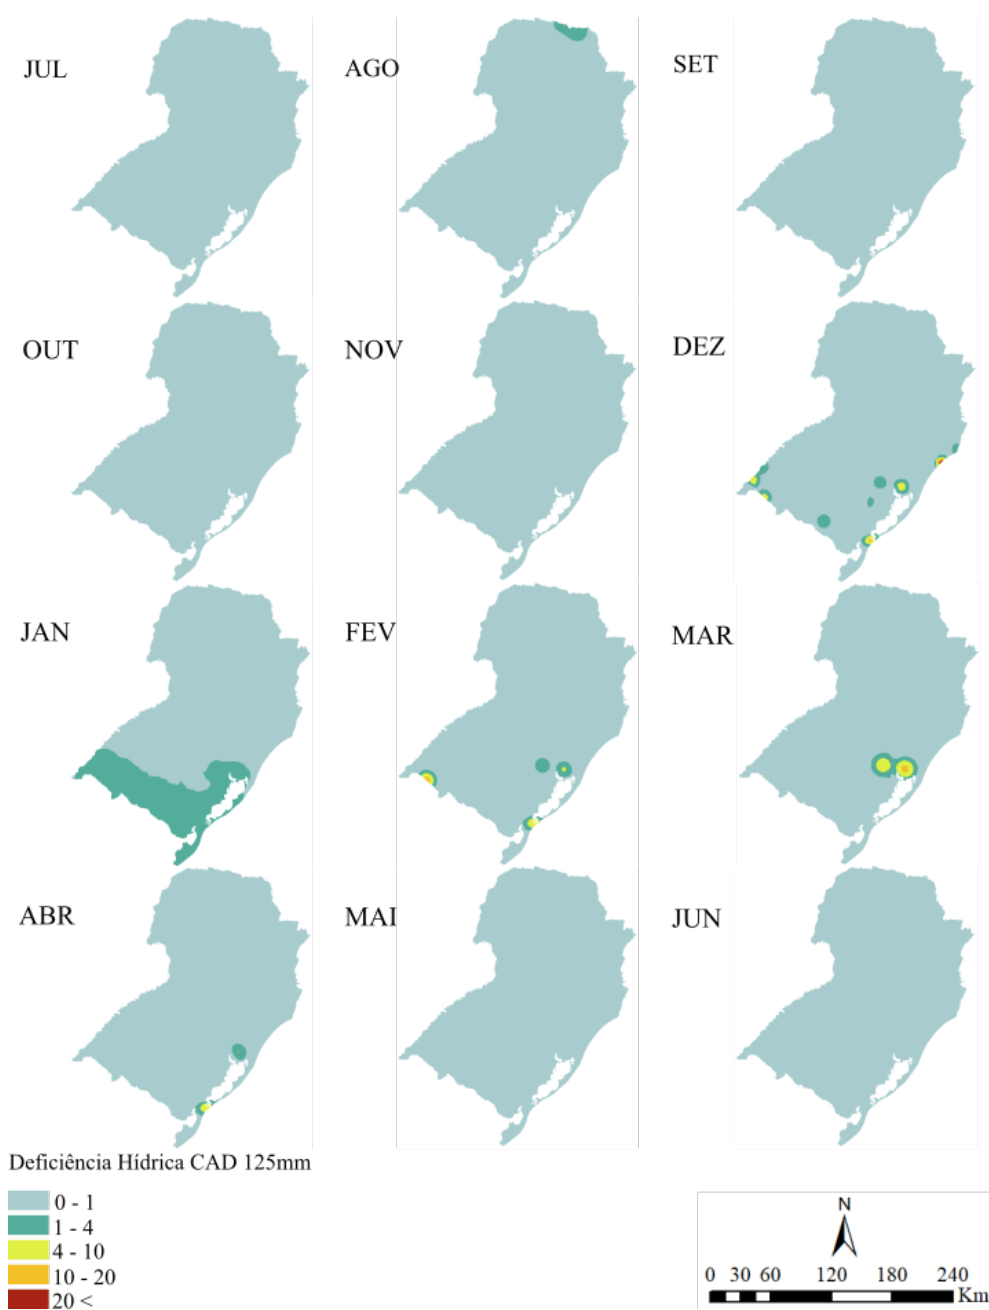 JUL
AGO
SET
OUT
NOV
DEZ
JAN
FEV
MAR
ABR
MAI
JUN
Deficiência Hídrica CAD 125mm
0 - 1
1 - 4
4 - 10
10 - 20
20 <
N
0 30 60 120 180 240
Km